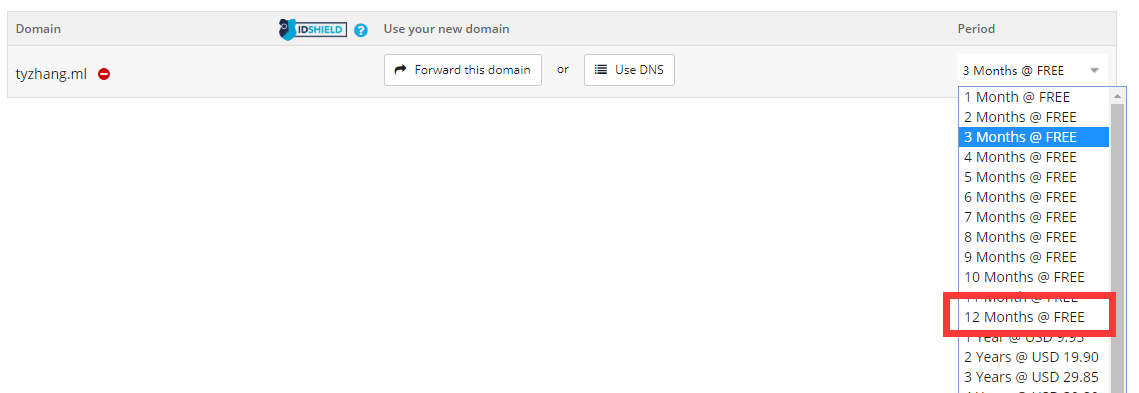 Domain
IDSHIELD
?
Use your new domain
Period
tyzhang.ml
Forward this domain
or
Use DNS
3 Months @ FREE
1 Month @ FREE
2 Months @ FREE
3 Months @ FREE
4 Months @ FREE
5 Months @ FREE
6 Months @ FREE
7 Months @ FREE
8 Months @ FREE
9 Months @ FREE
10 Months @ FREE
11 Month @ FREE
12 Months @ FREE
1 Year @ USD 9.95
2 Years @ USD 19.90
3 Years @ USD 29.85